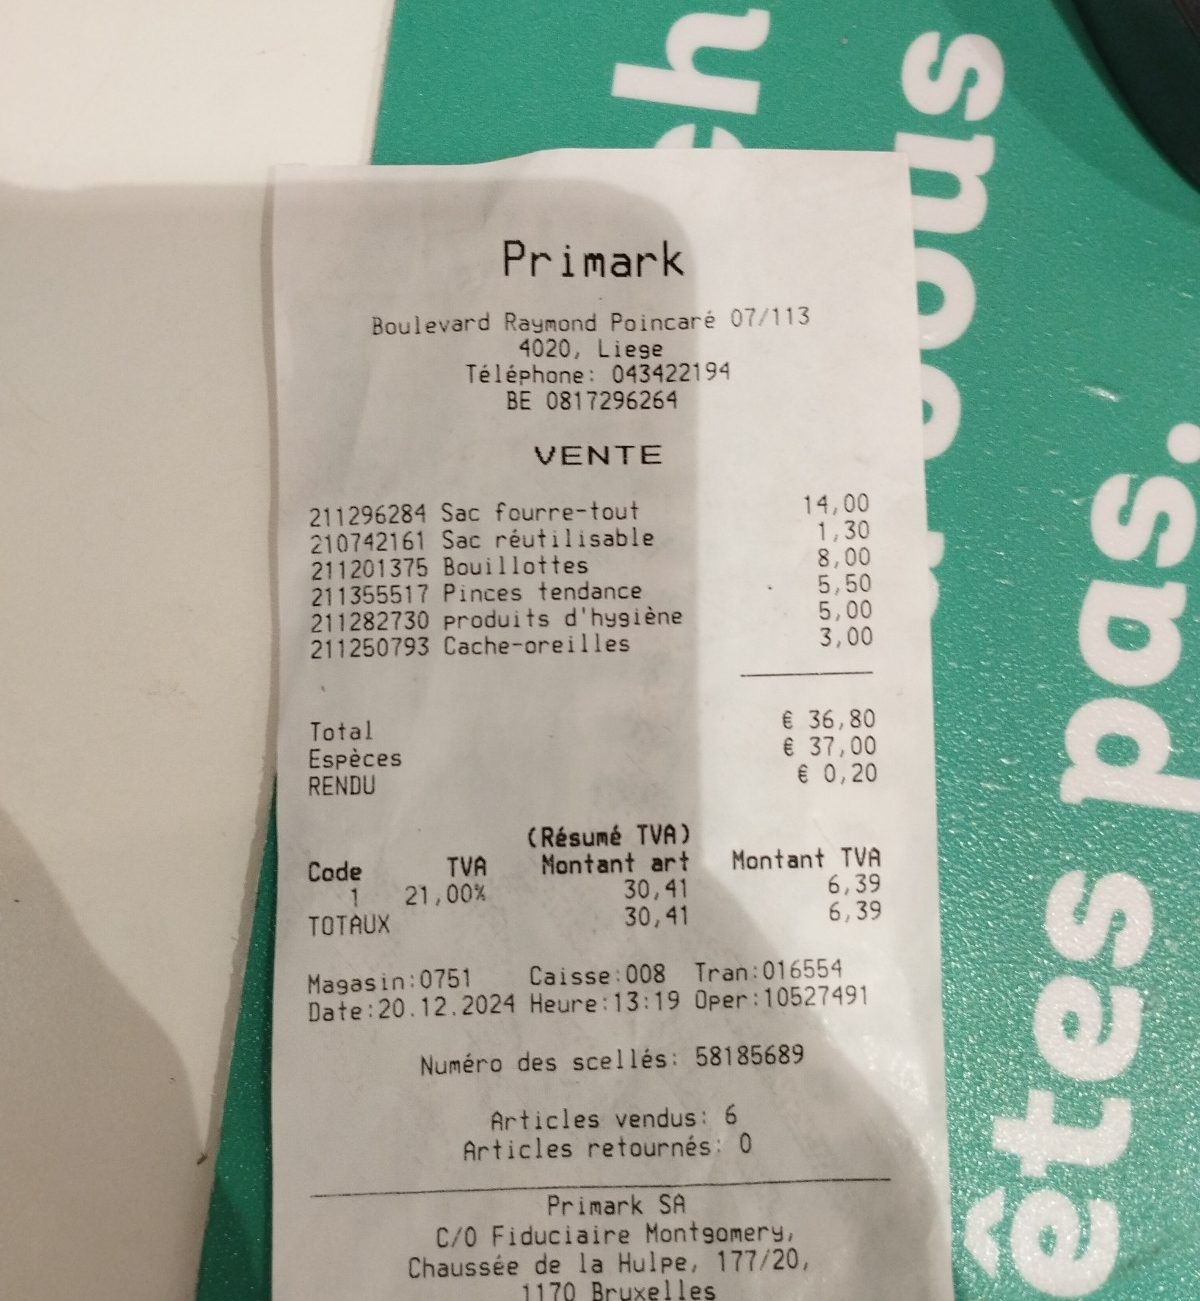 Primark
Boulevard Raymond Poincaré 07/113
4020, Liege
Téléphone: 043422194
BE 0817296264
VENTE
211296284 Sac fourre-tout 14,00
210742161 Sac réutilisable 1,30
211201375 Bouillottes 8,00
211355517 Pinces tendance 5,50
211282730 produits d'hygiène 5,00
211250793 Cache-oreilles 3,00
Total € 36,80
Espèces € 37,00
RENDU € 0,20
(Résumé TVA)
Code TVA Montant art Montant TVA
1 21,00% 30,41 6,39
TOTAUX 30,41 6,39
Magasin:0751 Caisse:008 Tran:016554
Date:20.12.2024 Heure:13:19 Oper:10527491
Numéro des scellés: 58185689
Articles vendus: 6
Articles retournés: 0
Primark SA
C/O Fiduciaire Montgomery,
Chaussée de la Hulpe, 177/20,
1170 Bruxelles
êtes pas.